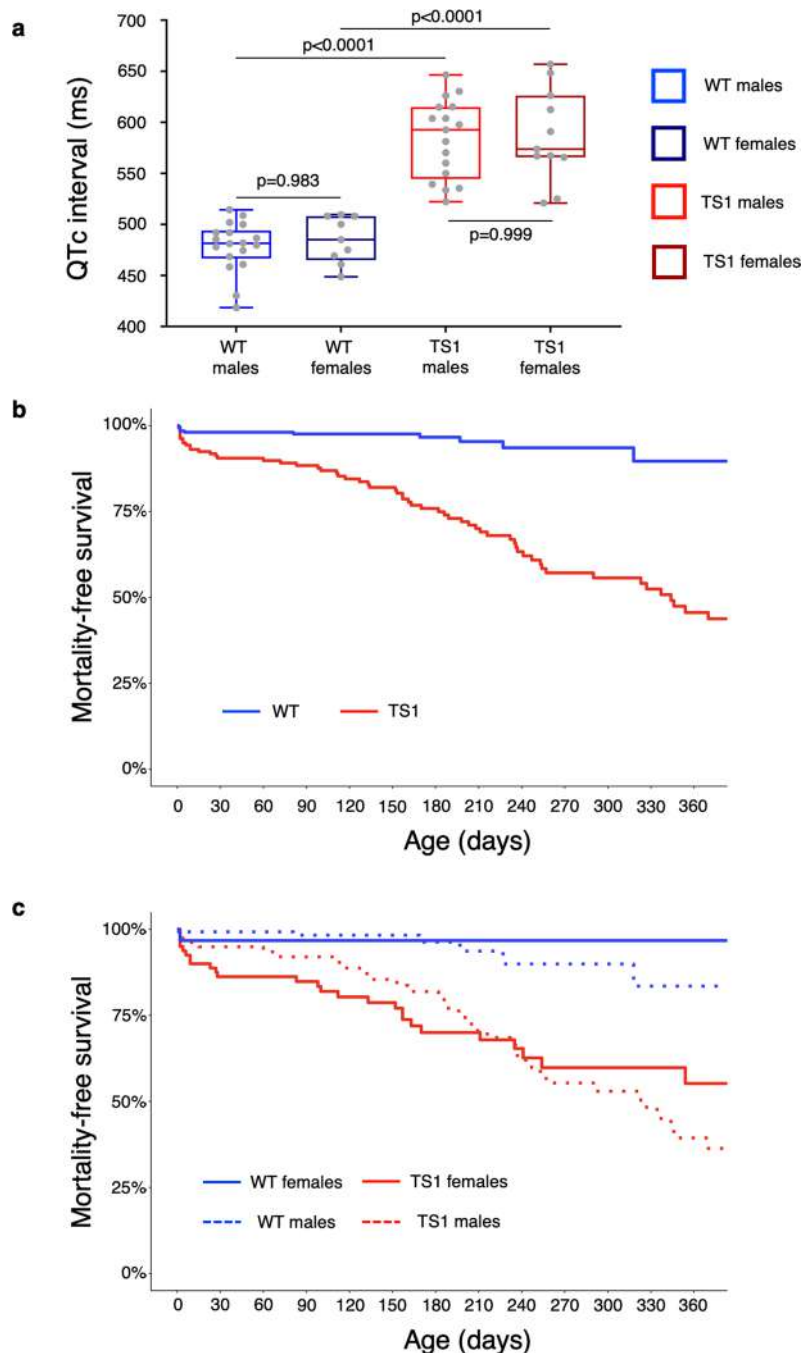 a
700
650
600
550
500
450
400
QTc interval (ms)
p<0.0001
p<0.0001
p=0.983
p=0.999
WT males
WT females
TS1 males
TS1 females
WT
males
WT
females
TS1
males
TS1
females
b
100%
75%
50%
25%
0%
Mortality-free survival
WT
TS1
0 30 60 90 120 150 180 210 240 270 300 330 360
Age (days)
c
100%
75%
50%
25%
0%
Mortality-free survival
WT females
TS1 females
WT males
TS1 males
0 30 60 90 120 150 180 210 240 270 300 330 360
Age (days)